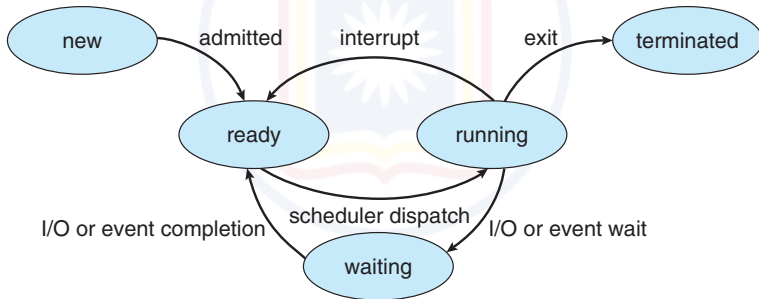 new
admitted
interrupt
exit
terminated
ready
running
I/O or event completion
scheduler dispatch
I/O or event wait
waiting